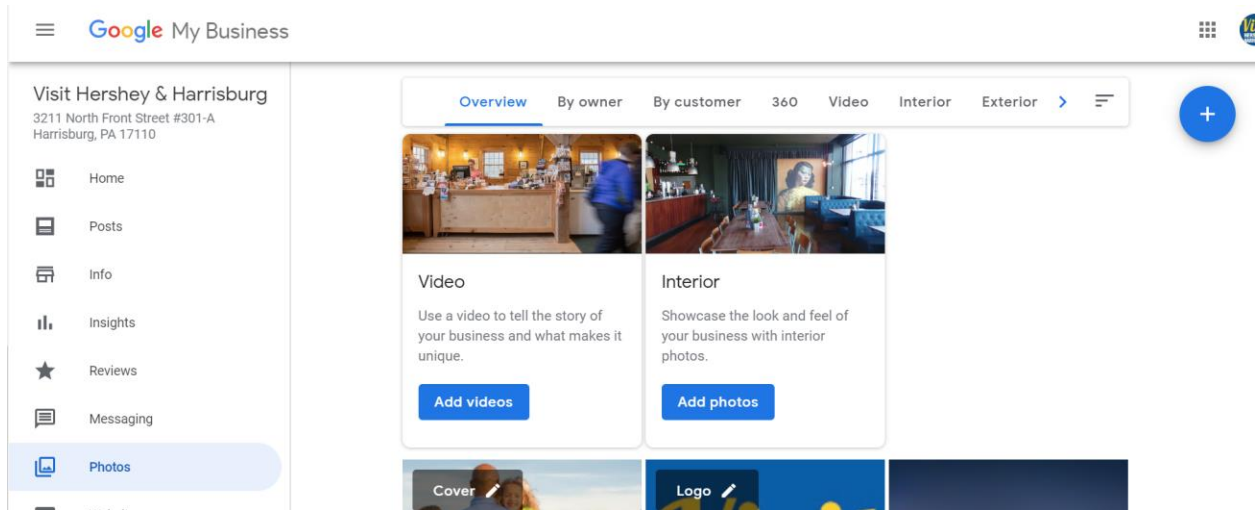 Google My Business
Visit Hershey & Harrisburg
3211 North Front Street #301-A
Harrisburg, PA 17110
Home
Posts
Info
Insights
Reviews
Messaging
Photos
Overview By owner By customer 360 Video Interior Exterior
Video
Use a video to tell the story of
your business and what makes it
unique.
Add videos
Interior
Showcase the look and feel of
your business with interior
photos.
Add photos
Cover
Logo